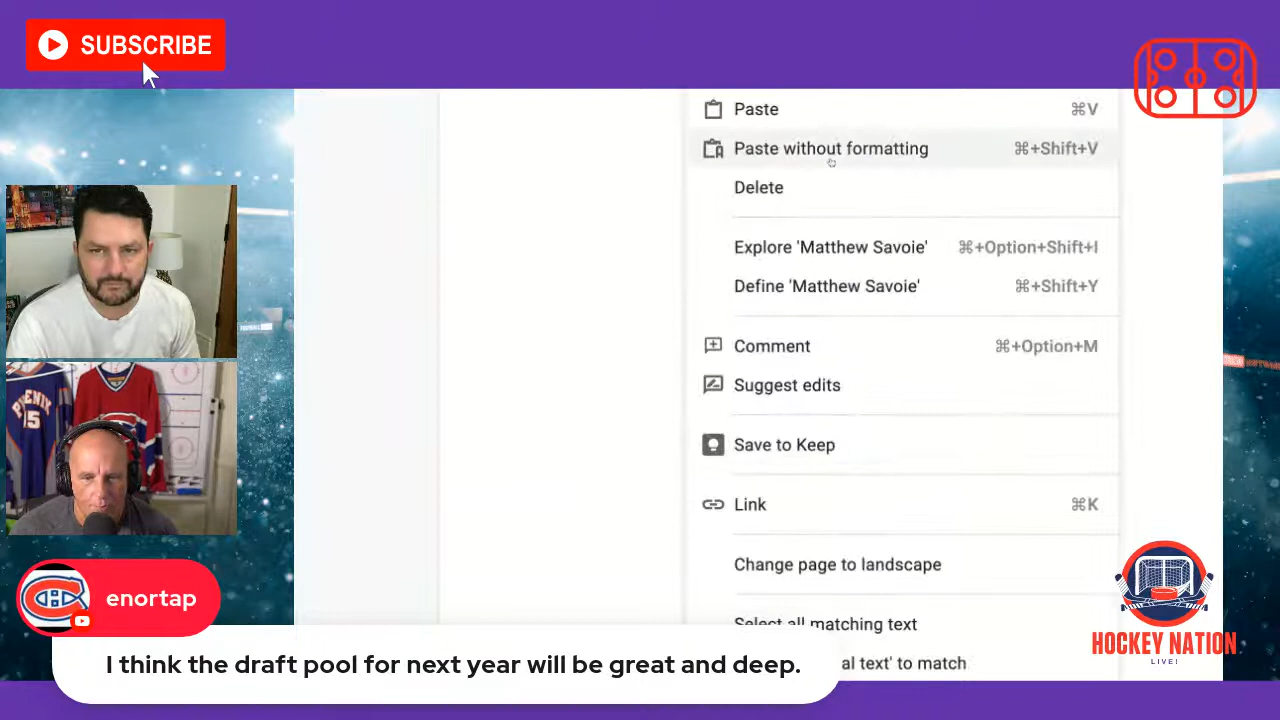 SUBSCRIBE
Paste ⌘V
Paste without formatting ⌘+Shift+V
Delete
Explore 'Matthew Savoie' ⌘+Option+Shift+I
Define 'Matthew Savoie' ⌘+Shift+Y
Comment ⌘+Option+M
Suggest edits
Save to Keep
Link ⌘K
Change page to landscape
Select all matching text
al text' to match
PHOENIX
15
enortap
I think the draft pool for next year will be great and deep.
HOCKEY NATION
LIVE!